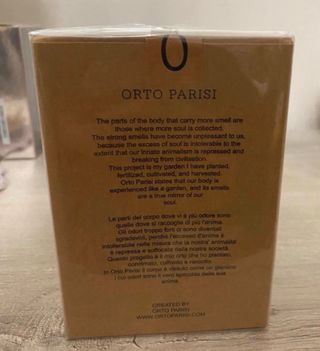 O
ORTO PARISI
The parts of the body that carry more smell are
those where more soul is collected.
The strong smells have become unpleasant to us,
because the excess of soul is intolerable to the
extent that our innate animalism is repressed and
breaking from civilisation.
This project is my garden I have planted,
fertilized, cultivated, and harvested.
Orto Parisi states that our body is
experienced like a garden, and its smells
are a true mirror of our
soul.
Le parti del corpo dove vi è più odore sono
quelle dove si raccoglie di più l'anima.
Gli odori troppo forti ci sono diventati
sgradevoli, perché l'eccesso d'anima è
intollerabile nella misura che la nostra' animalità
è repressa e soffocata dalla nostra società.
Questo progetto è il mio orto che ho piantato,
concimato, coltivato e raccolto.
In Orto Parisi il corpo è vissuto come un giardino
i cui odori sono il vero specchio della sua
anima.
CREATED BY
ORTO PARISI
WWW.ORTOPARISI.COM